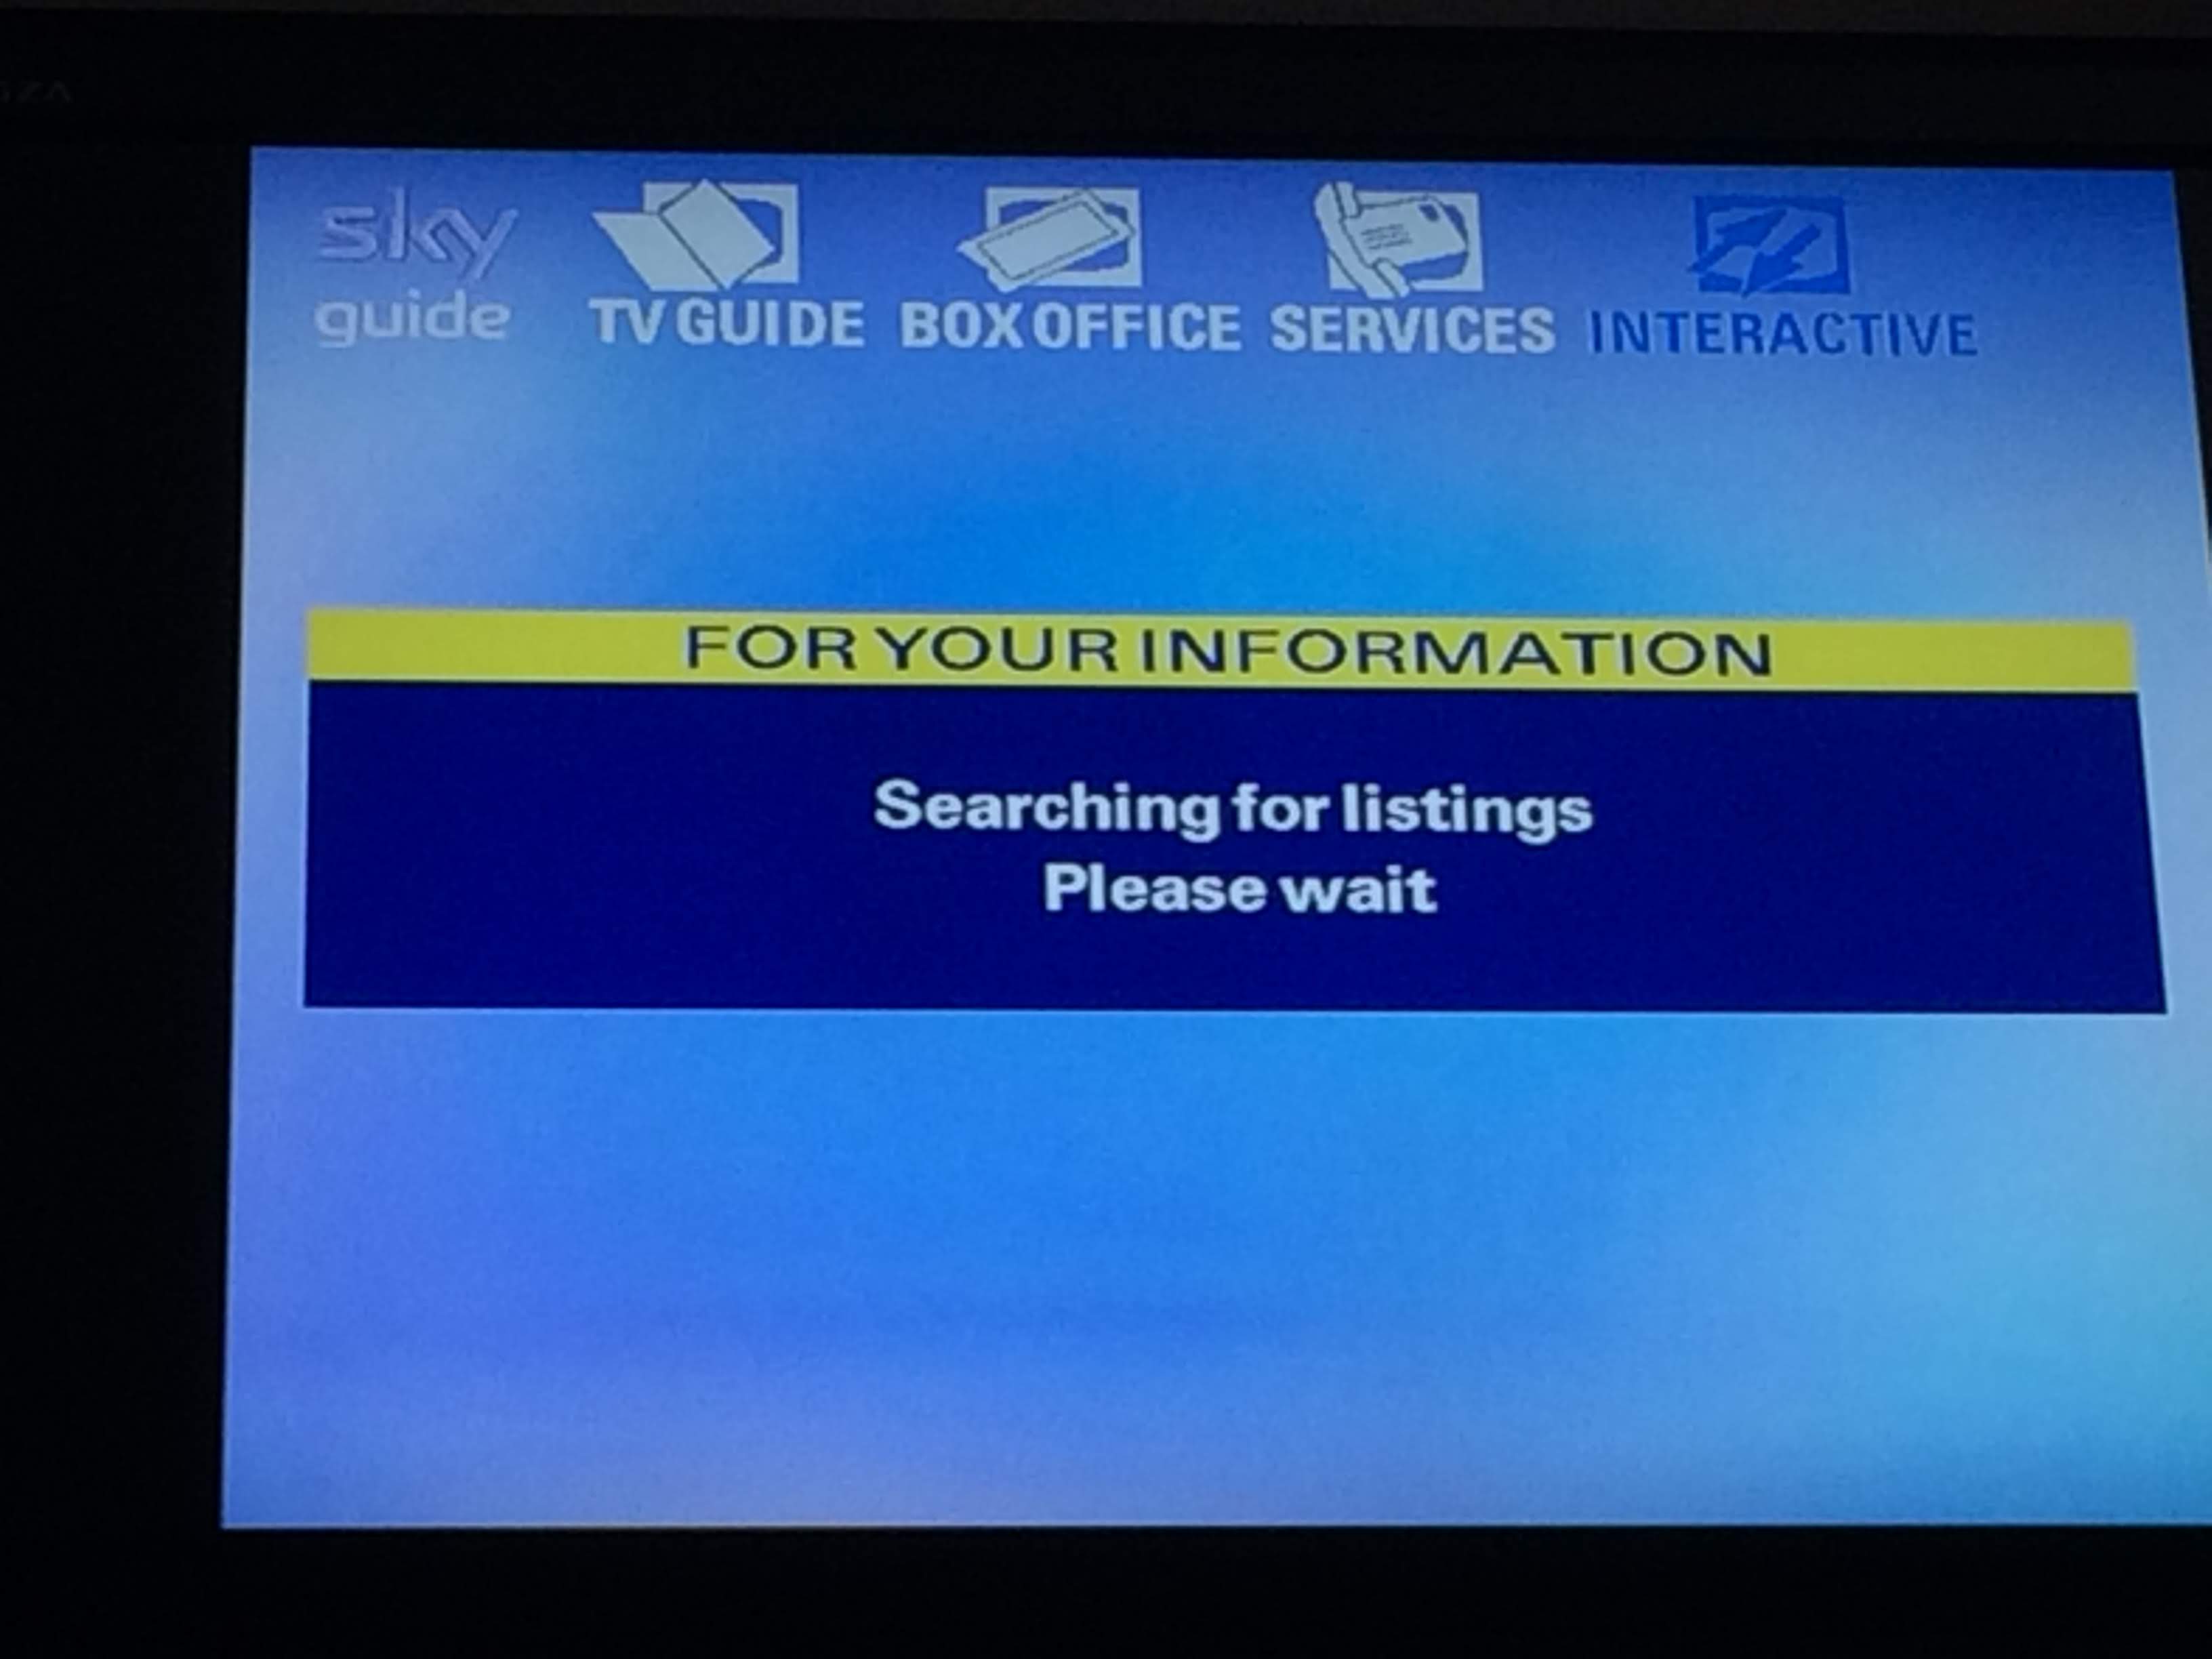 sky
guide
TV GUIDE BOX OFFICE SERVICES INTERACTIVE
FOR YOUR INFORMATION
Searching for listings
Please wait